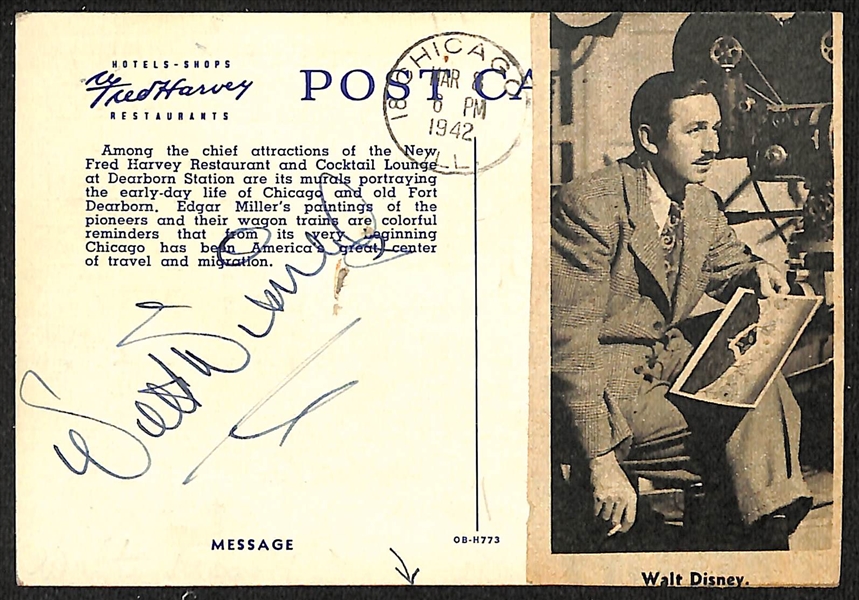 HOTELS-SHOPS
Fred Harvey
RESTAURANTS
POST CA
CHICAGO
MAR 8
6 PM
1942
18
ILL.
Among the chief attractions of the New
Fred Harvey Restaurant and Cocktail Lounge
at Dearborn Station are its murals portraying
the early-day life of Chicago and old Fort
Dearborn, Edgar Miller's paintings of the
pioneers and their wagon trains are colorful
reminders that from its very beginning
Chicago has been America's great center
of travel and migration.
Walt Disney
MESSAGE
OB-H773
Walt Disney.